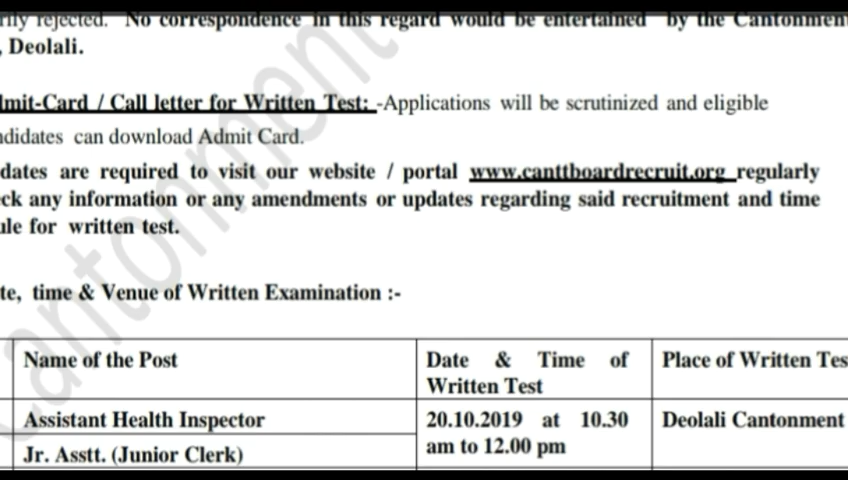 rily rejected. No correspondence in this regard would be entertained by the Cantonment
, Deolali.
mit-Card / Call letter for Written Test: -Applications will be scrutinized and eligible
ndidates can download Admit Card.
dates are required to visit our website / portal www.canttboardrecruit.org regularly
ck any information or any amendments or updates regarding said recruitment and time
ule for written test.
te, time & Venue of Written Examination :-
Name of the Post
Date & Time of Written Test
Place of Written Tes
Assistant Health Inspector
20.10.2019 at 10.30
Deolali Cantonment
am to 12.00 pm
Jr. Asstt. (Junior Clerk)
cantonment